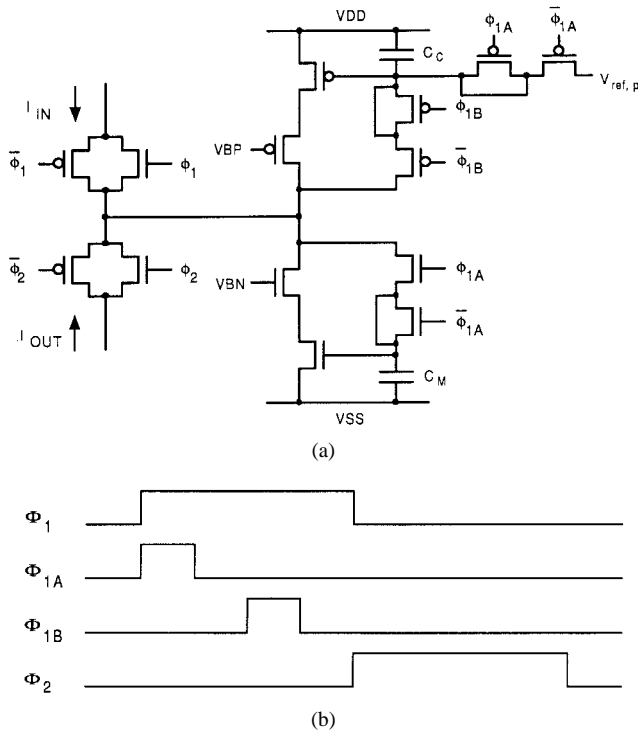 VDD
C_C
ϕ_1A
ϕ̄_1A
V_ref, p
I_IN
ϕ_1B
ϕ̄_1
ϕ_1
VBP
ϕ̄_1B
ϕ̄_2
ϕ_2
VBN
ϕ_1A
ϕ̄_1A
I_OUT
C_M
VSS
(a)
Φ_1
Φ_1A
Φ_1B
Φ_2
(b)